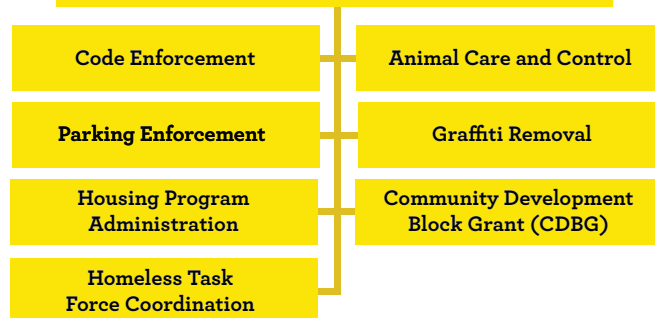 Code Enforcement
Animal Care and Control
Parking Enforcement
Graffiti Removal
Housing Program
Administration
Community Development
Block Grant (CDBG)
Homeless Task
Force Coordination